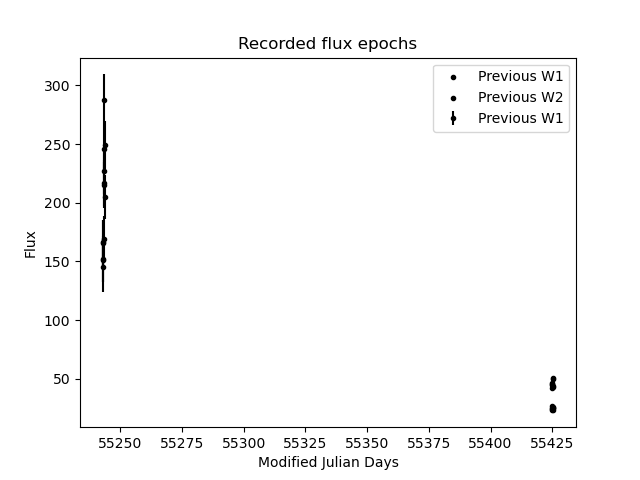 Recorded flux epochs
Previous W1
Previous W2
Previous W1
300
250
200
150
100
50
Flux
55250 55275 55300 55325 55350 55375 55400 55425
Modified Julian Days